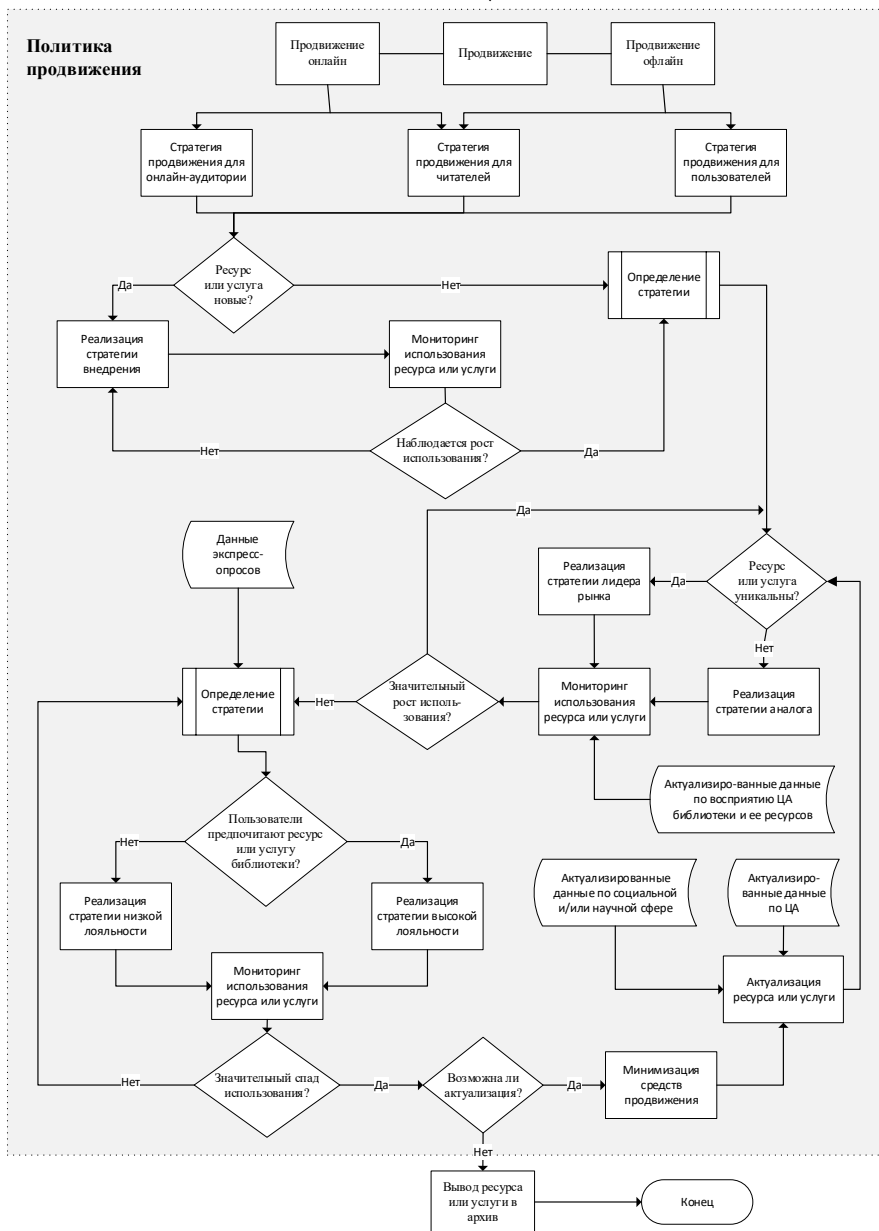 Политика
продвижения
Продвижение
онлайн
Продвижение
Продвижение
офлайн
Стратегия
продвижения для
онлайн-аудитории
Стратегия
продвижения для
читателей
Стратегия
продвижения для
пользователей
Ресурс
или услуга
новые?
Да
Нет
Определение
стратегии
Реализация
стратегии
внедрения
Мониторинг
использования
ресурса или услуги
Наблюдается рост
использования?
Нет
Да
Да
Данные
экспресс-
опросов
Реализация
стратегии лидера
рынка
Да
Ресурс
или услуга
уникальны?
Нет
Определение
стратегии
Нет
Значительный
рост исполь-
зования?
Мониторинг
использования
ресурса или услуги
Реализация
стратегии аналога
Актуализиро-ванные данные
по восприятию ЦА
библиотеки и ее ресурсов
Пользователи
предпочитают ресурс
или услугу
библиотеки?
Нет
Да
Реализация
стратегии низкой
лояльности
Реализация
стратегии высокой
лояльности
Актуализированные
данные по социальной
и/или научной сфере
Актуализиро-
ванные данные
по ЦА
Мониторинг
использования
ресурса или услуги
Актуализация
ресурса или услуги
Нет
Значительный спад
использования?
Да
Возможна ли
актуализация?
Да
Минимизация
средств
продвижения
Нет
Вывод ресурса
или услуги в
архив
Конец